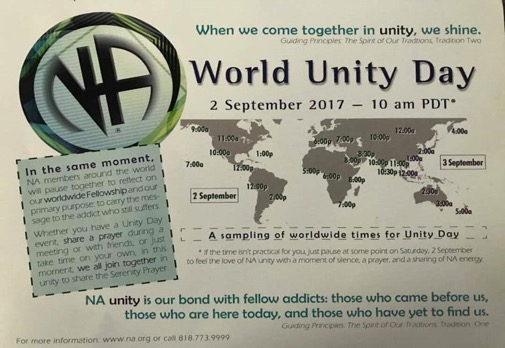 When we come together in unity, we shine.
Guiding Principles: The Spirit of Our Traditions, Tradition Two
NA
®
World Unity Day
2 September 2017 — 10 am PDT*
In the same moment,
NA members around the world
will pause together to reflect on
our worldwide Fellowship and our
primary purpose: to carry the mes-
sage to the addict who still suffers.
Whether you have a Unity Day
event, share a prayer during a
meeting or with friends, or just
take time on your own, in this
moment, we all join together in
unity to share the Serenity Prayer
9:00a
11:00a
10:00a
1:00p
7:00a
12:00p
12:00p
2:00p
2 September
6:00p
7:00p
10:00p
12:00a
4:00a
8:30p
8:00p
10:00p
11:00p
1:00a
2:00a
3 September
5:00p
6:00p
8:00p
10:30p
12:00a
7:00p
2:30a
3:00a
5:00a
A sampling of worldwide times for Unity Day
* If the time isn't practical for you, just pause at some point on Saturday, 2 September
to feel the love of NA unity with a moment of silence, a prayer, and a sharing of NA energy
NA unity is our bond with fellow addicts: those who came before us,
those who are here today, and those who have yet to find us.
Guiding Principles: The Spirit of Our Traditions, Tradition One
For more information: www.na.org or call 818.773.9999